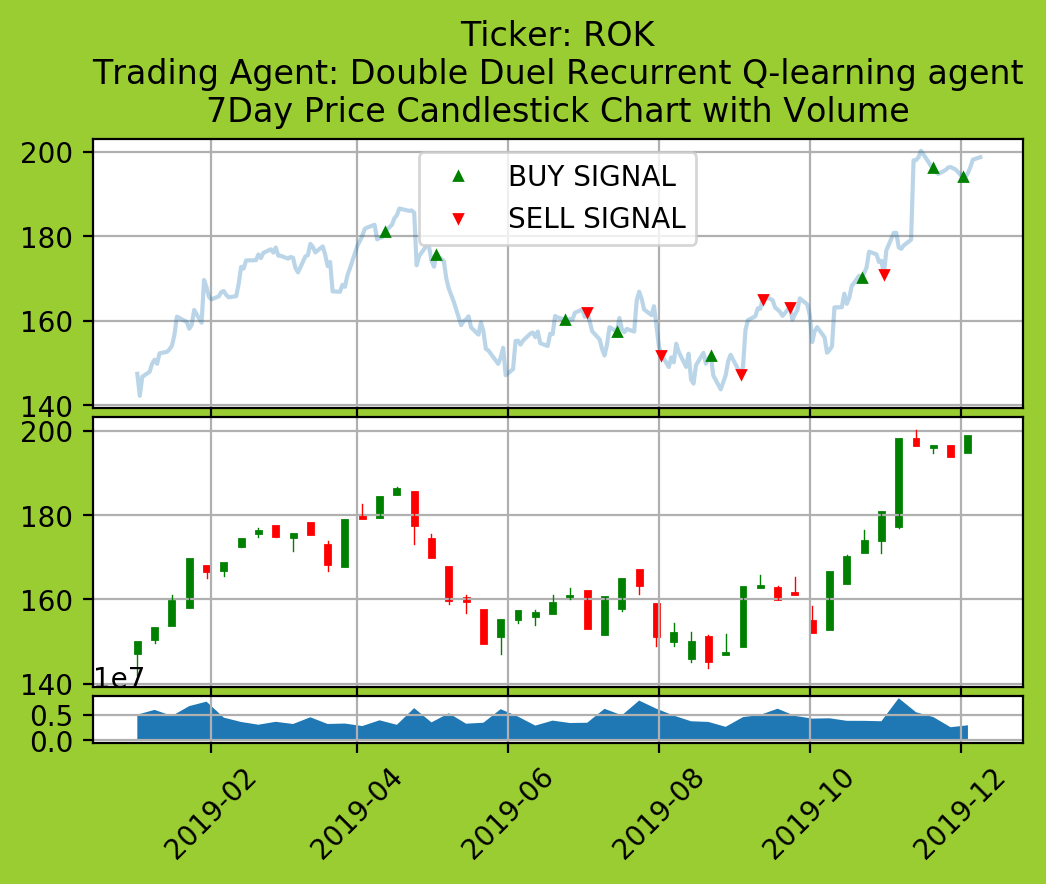 Ticker: ROK
Trading Agent: Double Duel Recurrent Q-learning agent
7Day Price Candlestick Chart with Volume
200
180
160
140
BUY SIGNAL
SELL SIGNAL
200
180
160
140
1e7
0.5
0.0
2019-02
2019-04
2019-06
2019-08
2019-10
2019-12